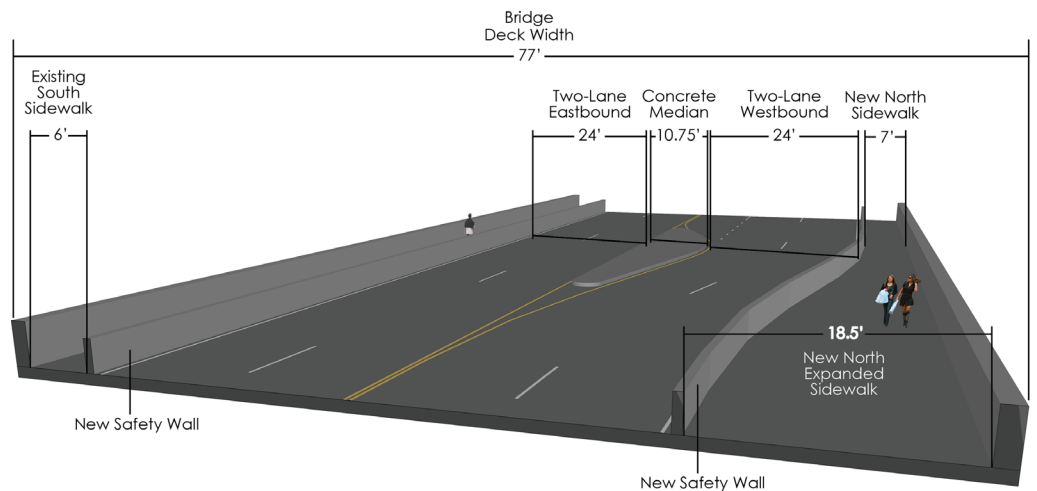 Bridge
Deck Width
77'
Existing
South
Sidewalk
6'
Two-Lane
Eastbound
24'
Concrete
Median
10.75'
Two-Lane
Westbound
24'
New North
Sidewalk
7'
18.5'
New North
Expanded
Sidewalk
New Safety Wall
New Safety Wall